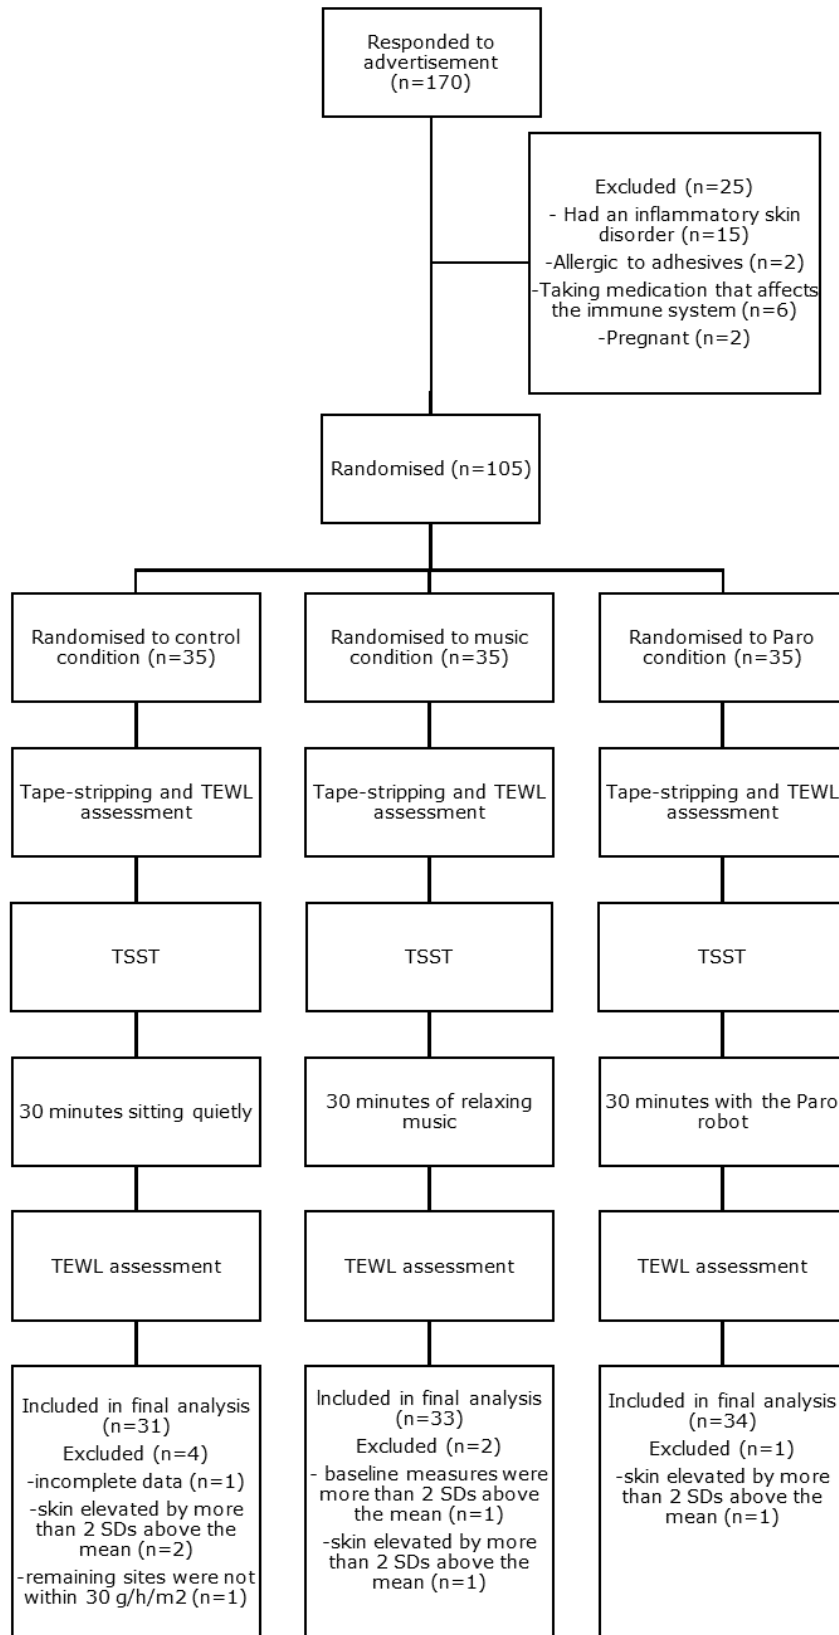 Responded to
advertisement
(n=170)
Excluded (n=25)
- Had an inflammatory skin
disorder (n=15)
-Allergic to adhesives (n=2)
-Taking medication that affects
the immune system (n=6)
-Pregnant (n=2)
Randomised (n=105)
Randomised to control
condition (n=35)
Randomised to music
condition (n=35)
Randomised to Paro
condition (n=35)
Tape-stripping and TEWL
assessment
Tape-stripping and TEWL
assessment
Tape-stripping and TEWL
assessment
TSST
TSST
TSST
30 minutes sitting quietly
30 minutes of relaxing
music
30 minutes with the Paro
robot
TEWL assessment
TEWL assessment
TEWL assessment
Included in final analysis
(n=31)
Excluded (n=4)
-incomplete data (n=1)
-skin elevated by more
than 2 SDs above the
mean (n=2)
-remaining sites were not
within 30 g/h/m2 (n=1)
Included in final analysis
(n=33)
Excluded (n=2)
- baseline measures were
more than 2 SDs above
the mean (n=1)
-skin elevated by more
than 2 SDs above the
mean (n=1)
Included in final analysis
(n=34)
Excluded (n=1)
-skin elevated by more
than 2 SDs above the
mean (n=1)